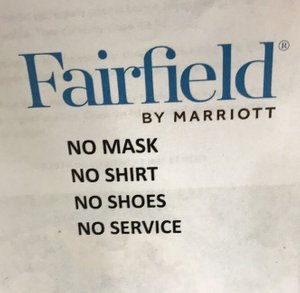 Fairfield®
BY MARRIOTT
NO MASK
NO SHIRT
NO SHOES
NO SERVICE